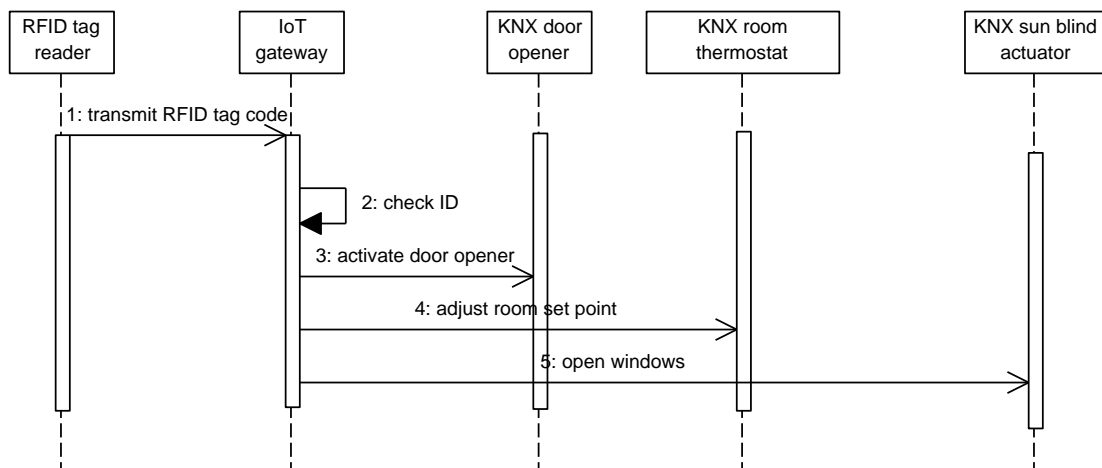 RFID tag
reader
IoT
gateway
KNX door
opener
KNX room
thermostat
KNX sun blind
actuator
1: transmit RFID tag code
2: check ID
3: activate door opener
4: adjust room set point
5: open windows